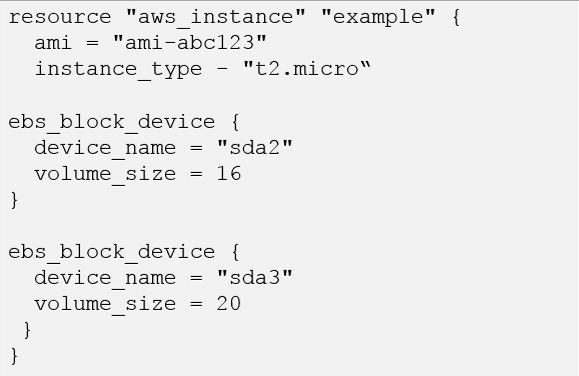 resource "aws_instance" "example" {
  ami = "ami-abc123"
  instance_type - "t2.micro“

ebs_block_device {
  device_name = "sda2"
  volume_size = 16
}

ebs_block_device {
  device_name = "sda3"
  volume_size = 20
 }
}